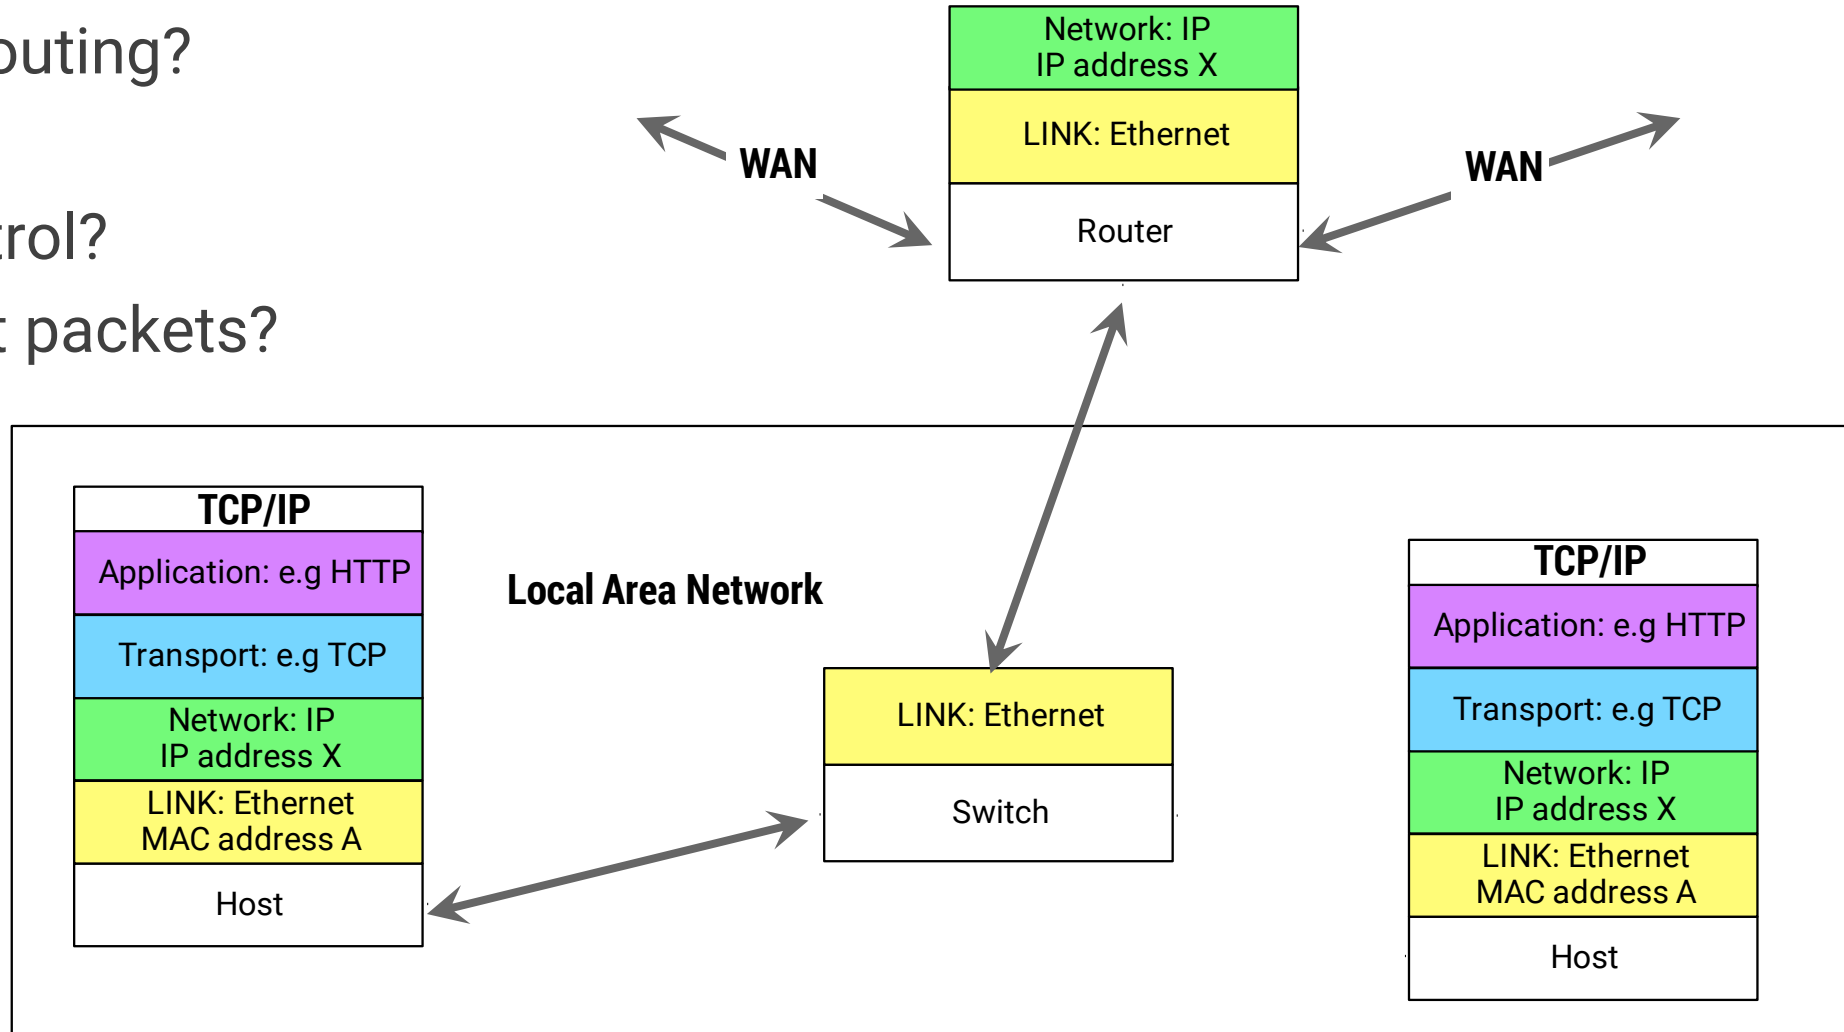 outing?
trol?
t packets?
Network: IP
IP address X
LINK: Ethernet
Router
WAN
WAN
TCP/IP
Application: e.g HTTP
Transport: e.g TCP
Network: IP
IP address X
LINK: Ethernet
MAC address A
Host
Local Area Network
LINK: Ethernet
Switch
TCP/IP
Application: e.g HTTP
Transport: e.g TCP
Network: IP
IP address X
LINK: Ethernet
MAC address A
Host